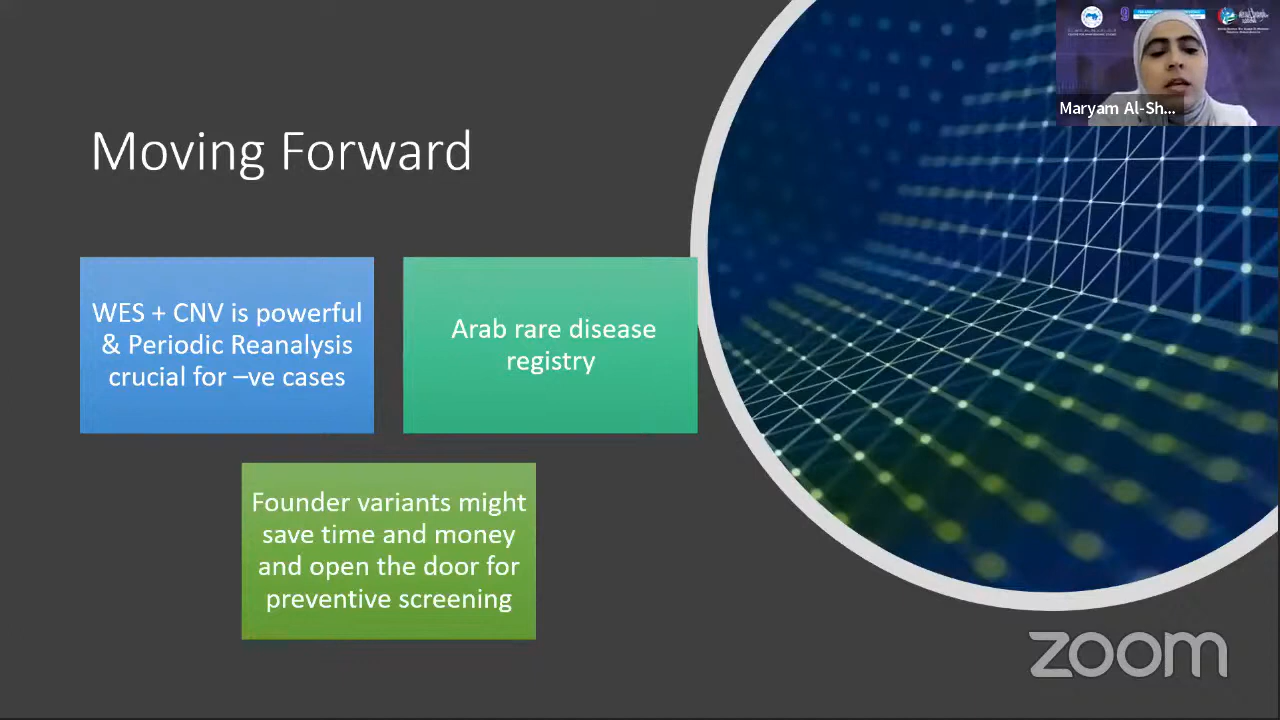 Moving Forward
WES + CNV is powerful
& Periodic Reanalysis
crucial for –ve cases
Arab rare disease
registry
Founder variants might
save time and money
and open the door for
preventive screening
Maryam Al-Sh...
zoom